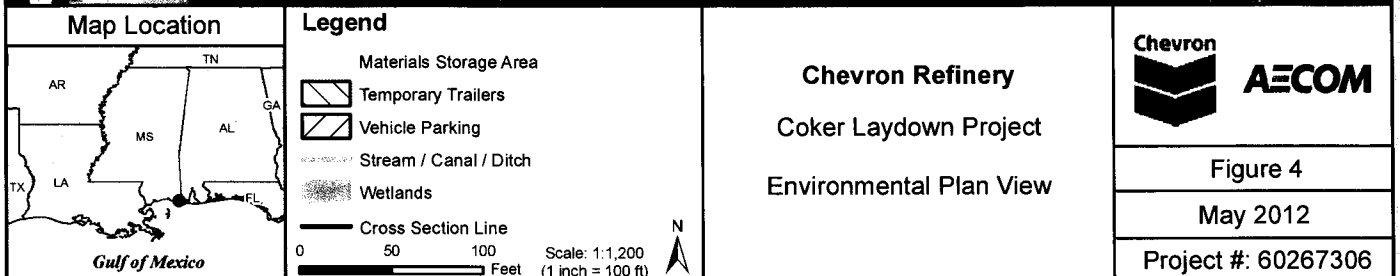 Map Location
TN
AR
GA
MS
AL
TX
LA
FL
Gulf of Mexico
Legend
Materials Storage Area
Temporary Trailers
Vehicle Parking
Stream / Canal / Ditch
Wetlands
Cross Section Line
0 50 100
Feet
Scale: 1:1,200
(1 inch = 100 ft)
N
Chevron Refinery
Coker Laydown Project
Environmental Plan View
Chevron
AECOM
Figure 4
May 2012
Project #: 60267306